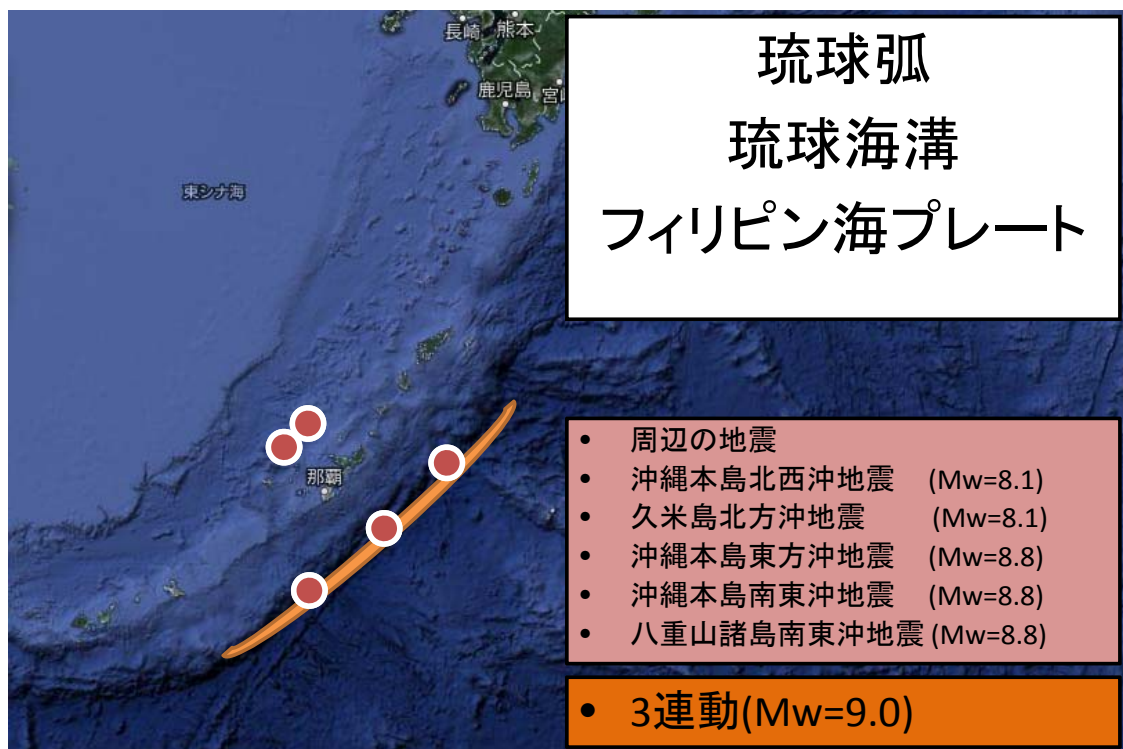 長崎 熊本
鹿児島 宮
東シナ海
那覇
琉球弧
琉球海溝
フィリピン海プレート
• 周辺の地震
• 沖縄本島北西沖地震 (Mw=8.1)
• 久米島北方沖地震 (Mw=8.1)
• 沖縄本島東方沖地震 (Mw=8.8)
• 沖縄本島南東沖地震 (Mw=8.8)
• 八重山諸島南東沖地震 (Mw=8.8)
• 3連動(Mw=9.0)